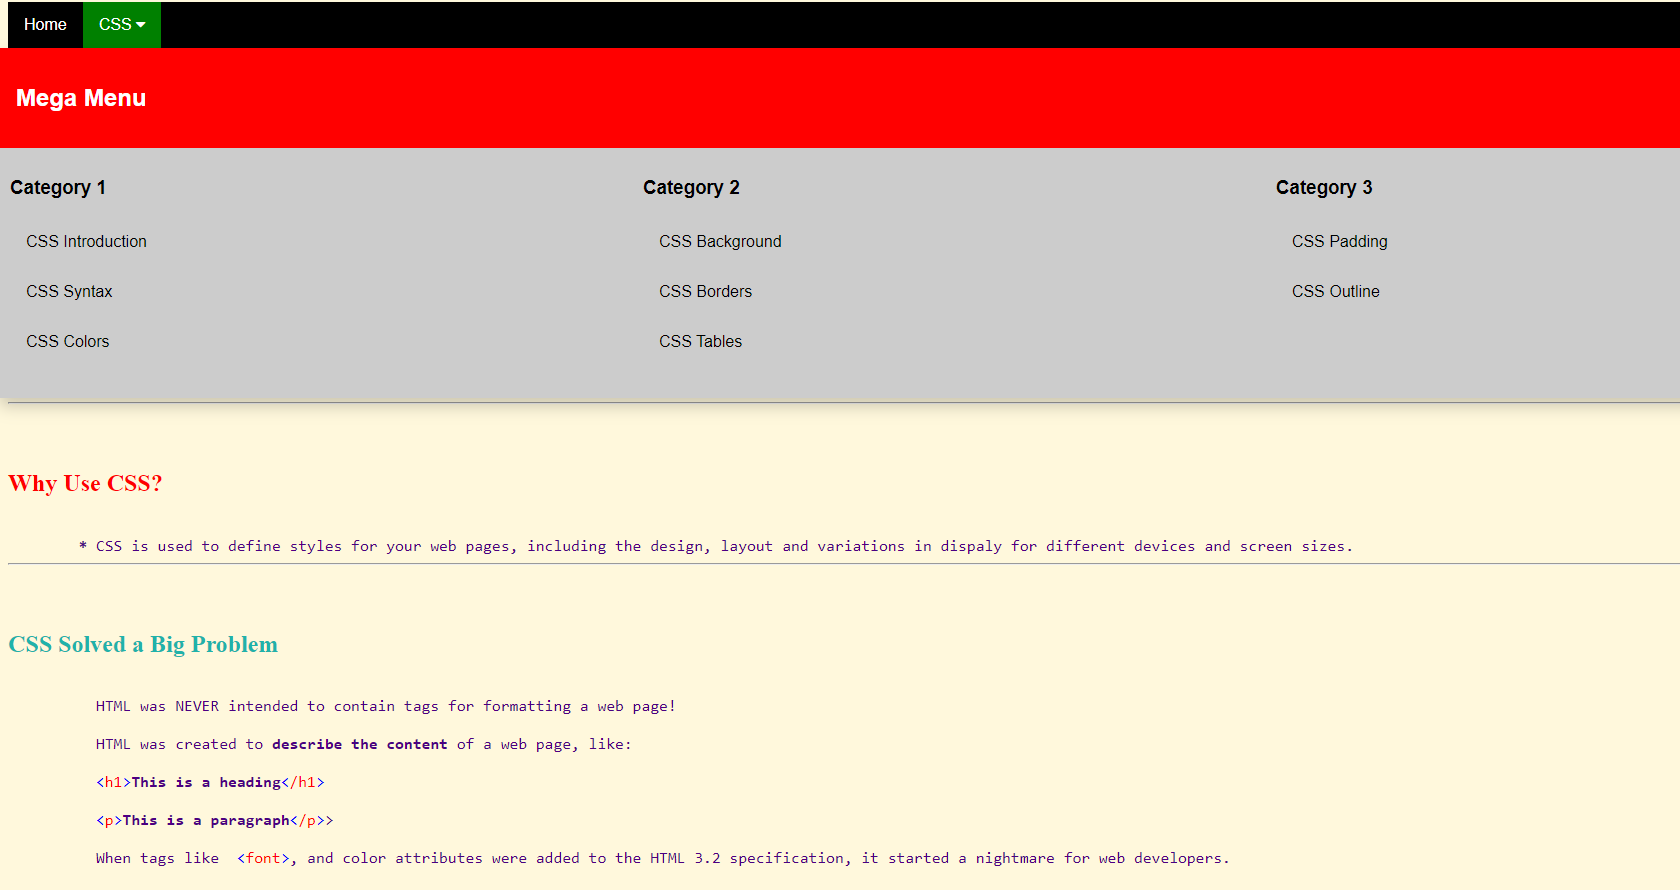 Home CSS
Mega Menu
Category 1 Category 2 Category 3
CSS Introduction CSS Background CSS Padding
CSS Syntax CSS Borders CSS Outline
CSS Colors CSS Tables
Why Use CSS?
* CSS is used to define styles for your web pages, including the design, layout and variations in dispaly for different devices and screen sizes.
CSS Solved a Big Problem
HTML was NEVER intended to contain tags for formatting a web page!
HTML was created to describe the content of a web page, like:
<h1>This is a heading</h1>
<p>This is a paragraph</p>>
When tags like <font>, and color attributes were added to the HTML 3.2 specification, it started a nightmare for web developers.